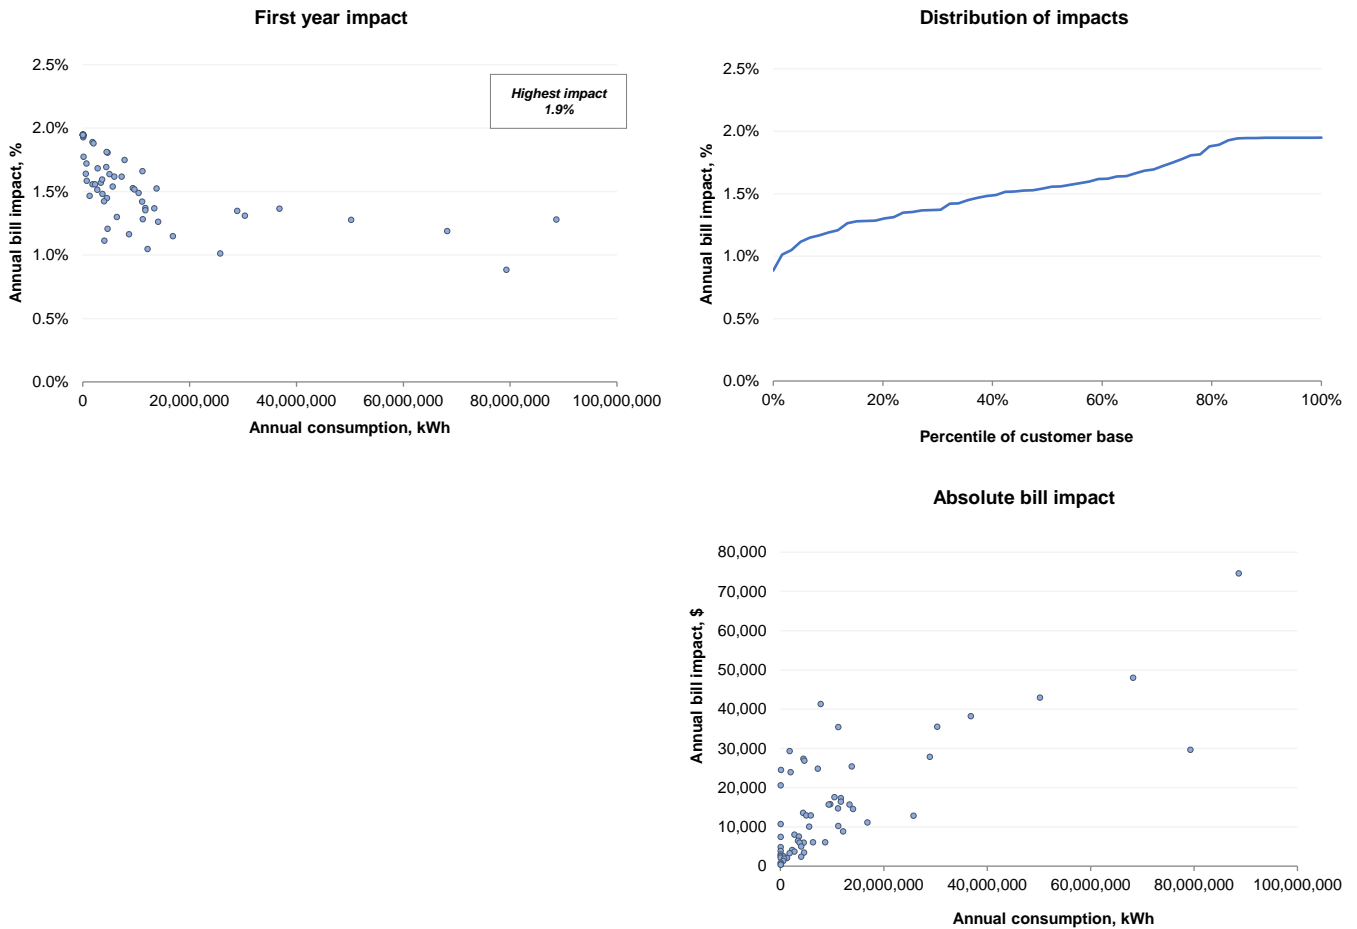 First year impact
2.5%
Highest impact
1.9%
2.0%
1.5%
1.0%
0.5%
0.0%
Annual bill impact, %
0 20,000,000 40,000,000 60,000,000 80,000,000 100,000,000
Annual consumption, kWh
Distribution of impacts
2.5%
2.0%
1.5%
1.0%
0.5%
0.0%
Annual bill impact, %
0% 20% 40% 60% 80% 100%
Percentile of customer base
Absolute bill impact
80,000
70,000
60,000
50,000
40,000
30,000
20,000
10,000
0
Annual bill impact, $
0 20,000,000 40,000,000 60,000,000 80,000,000 100,000,000
Annual consumption, kWh